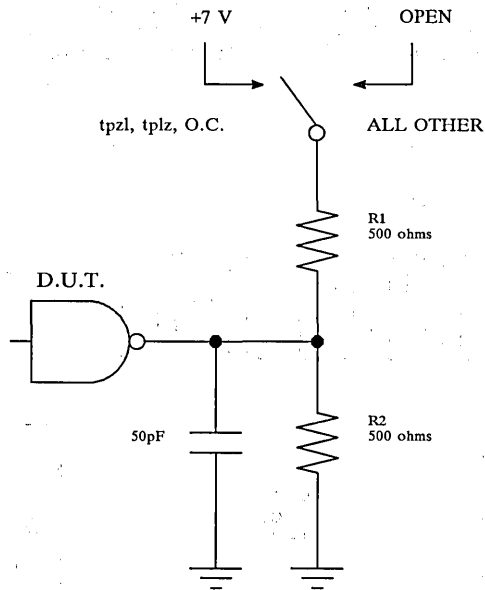 +7 V
OPEN
tpzl, tplz, O.C.
ALL OTHER
R1
500 ohms
D.U.T.
50pF
R2
500 ohms